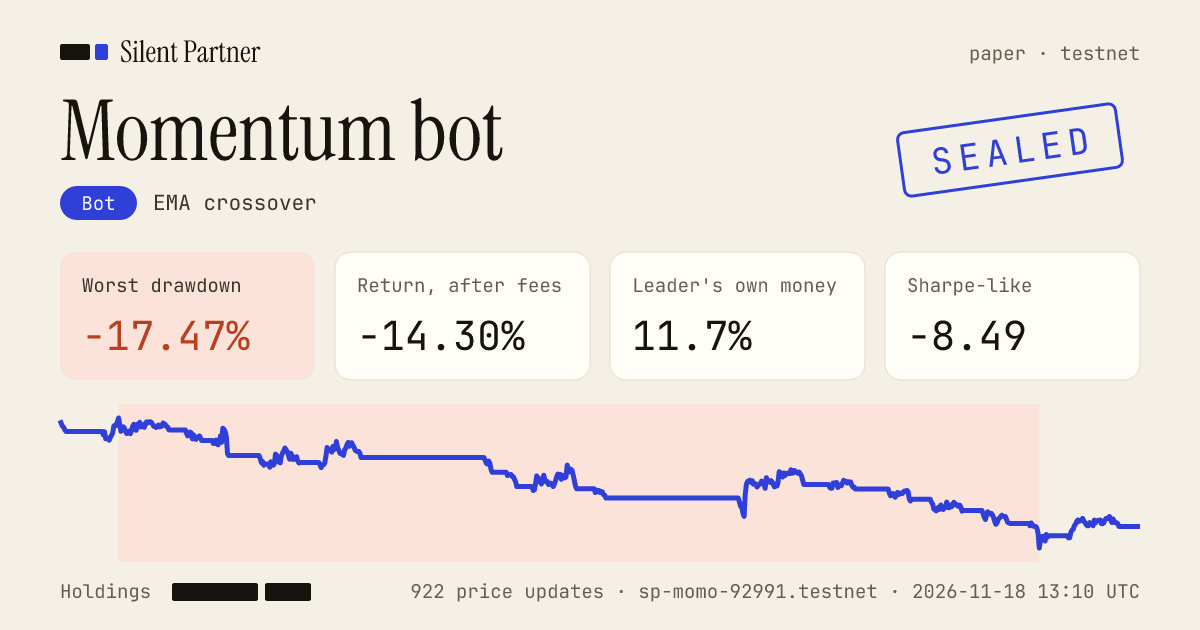 Silent Partner
paper · testnet
Momentum bot
SEALED
Bot
EMA crossover
Worst drawdown
-17.47%
Return, after fees
-14.30%
Leader's own money
11.7%
Sharpe-like
-8.49
Holdings
922 price updates · sp-momo-92991.testnet · 2026-11-18 13:10 UTC